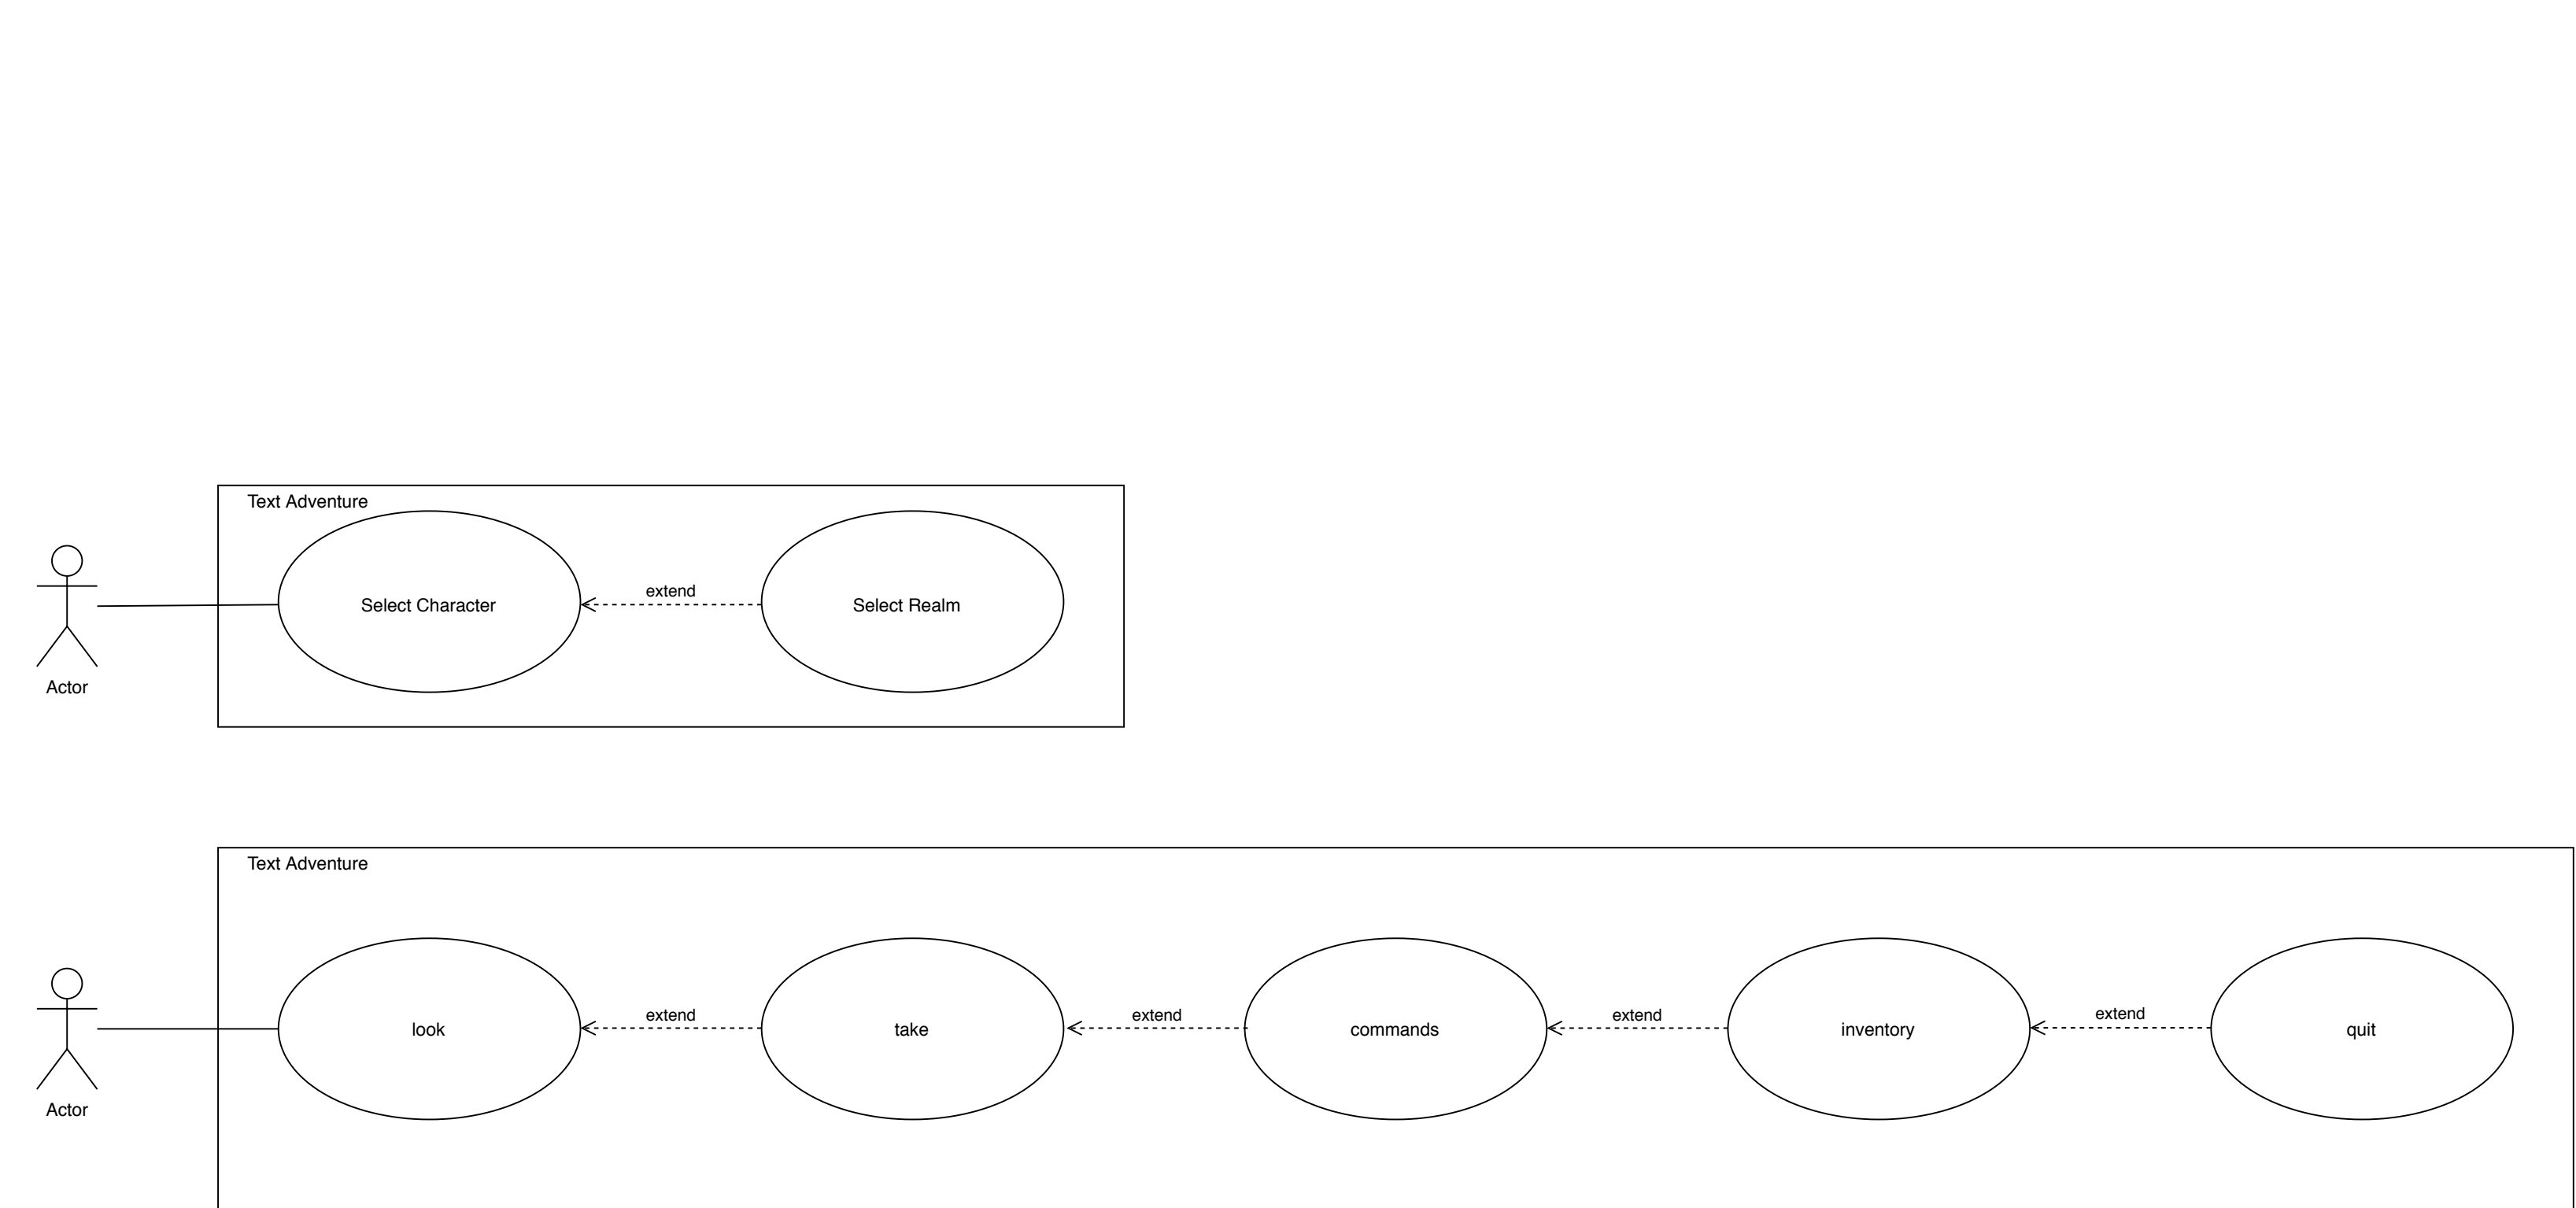 Text Adventure
Select Character
extend
Select Realm
Actor
Text Adventure
look
extend
take
extend
commands
extend
inventory
extend
quit
Actor